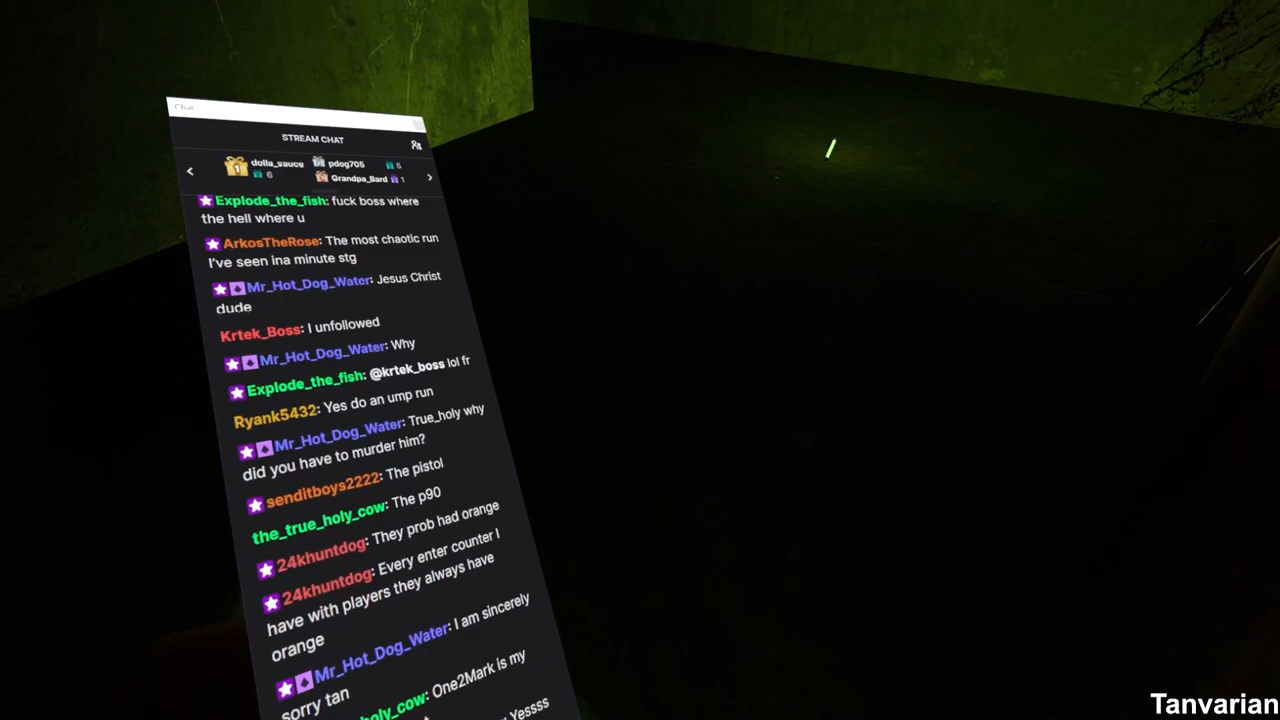 Chat
STREAM CHAT
dolla_sauce
6
pdog705
5
Grandpa_Bard
1
Explode_the_fish: fuck boss where
the hell where u
ArkosTheRose: The most chaotic run
I've seen ina minute stg
Mr_Hot_Dog_Water: Jesus Christ
dude
Krtek_Boss: I unfollowed
Mr_Hot_Dog_Water: Why
Explode_the_fish: @krtek_boss lol fr
Ryank5432: Yes do an ump run
Mr_Hot_Dog_Water: True_holy why
did you have to murder him?
senditboys2222: The pistol
the_true_holy_cow: The p90
24khuntdog: They prob had orange
24khuntdog: Every enter counter I
have with players they always have
orange
Mr_Hot_Dog_Water: I am sincerely
sorry tan
holy_cow: One2Mark is my
Yessss
Tanvarian